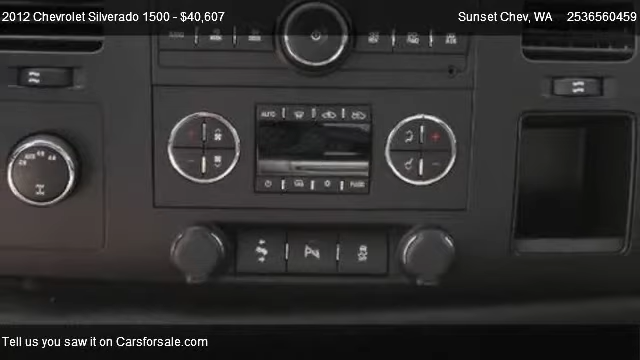 2012 Chevrolet Silverado 1500 - $40,607
Sunset Chev, WA 2536560459
AUTO
Tell us you saw it on Carsforsale.com